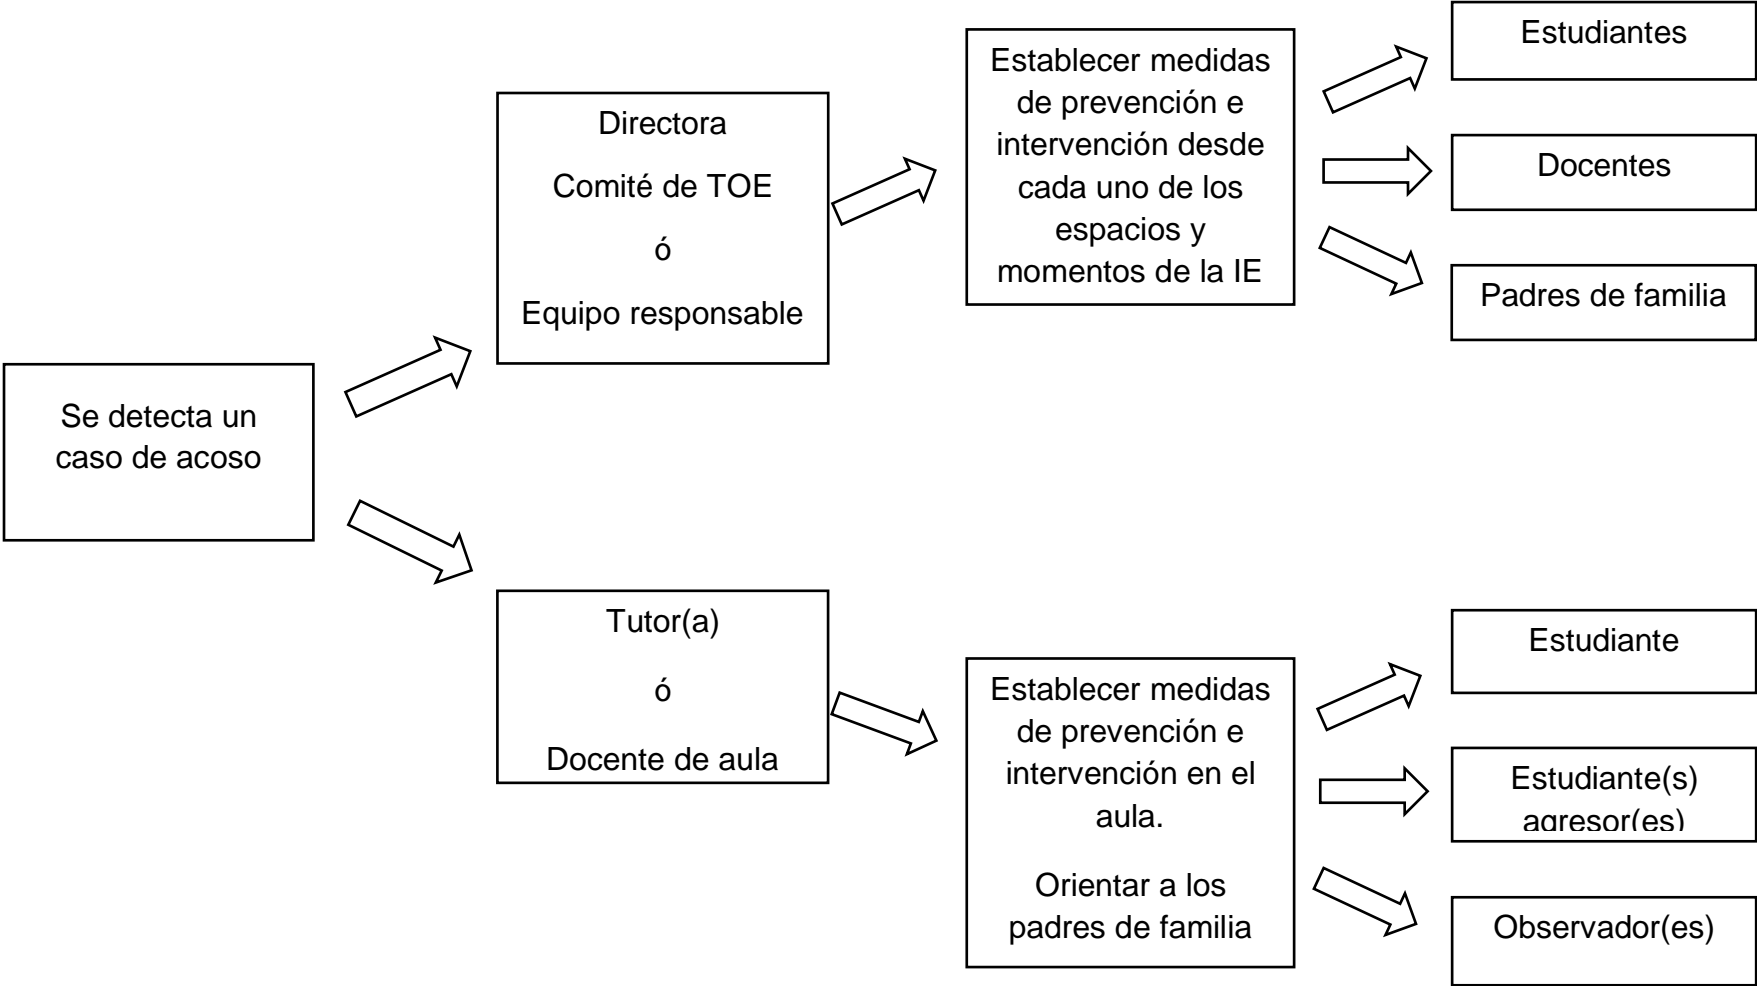 Se detecta un
caso de acoso
Directora
Comité de TOE
ó
Equipo responsable
Establecer medidas
de prevención e
intervención desde
cada uno de los
espacios y
momentos de la IE
Estudiantes
Docentes
Padres de familia
Tutor(a)
ó
Docente de aula
Establecer medidas
de prevención e
intervención en el
aula.
Orientar a los
padres de familia
Estudiante
Estudiante(s)
agresor(es)
Observador(es)